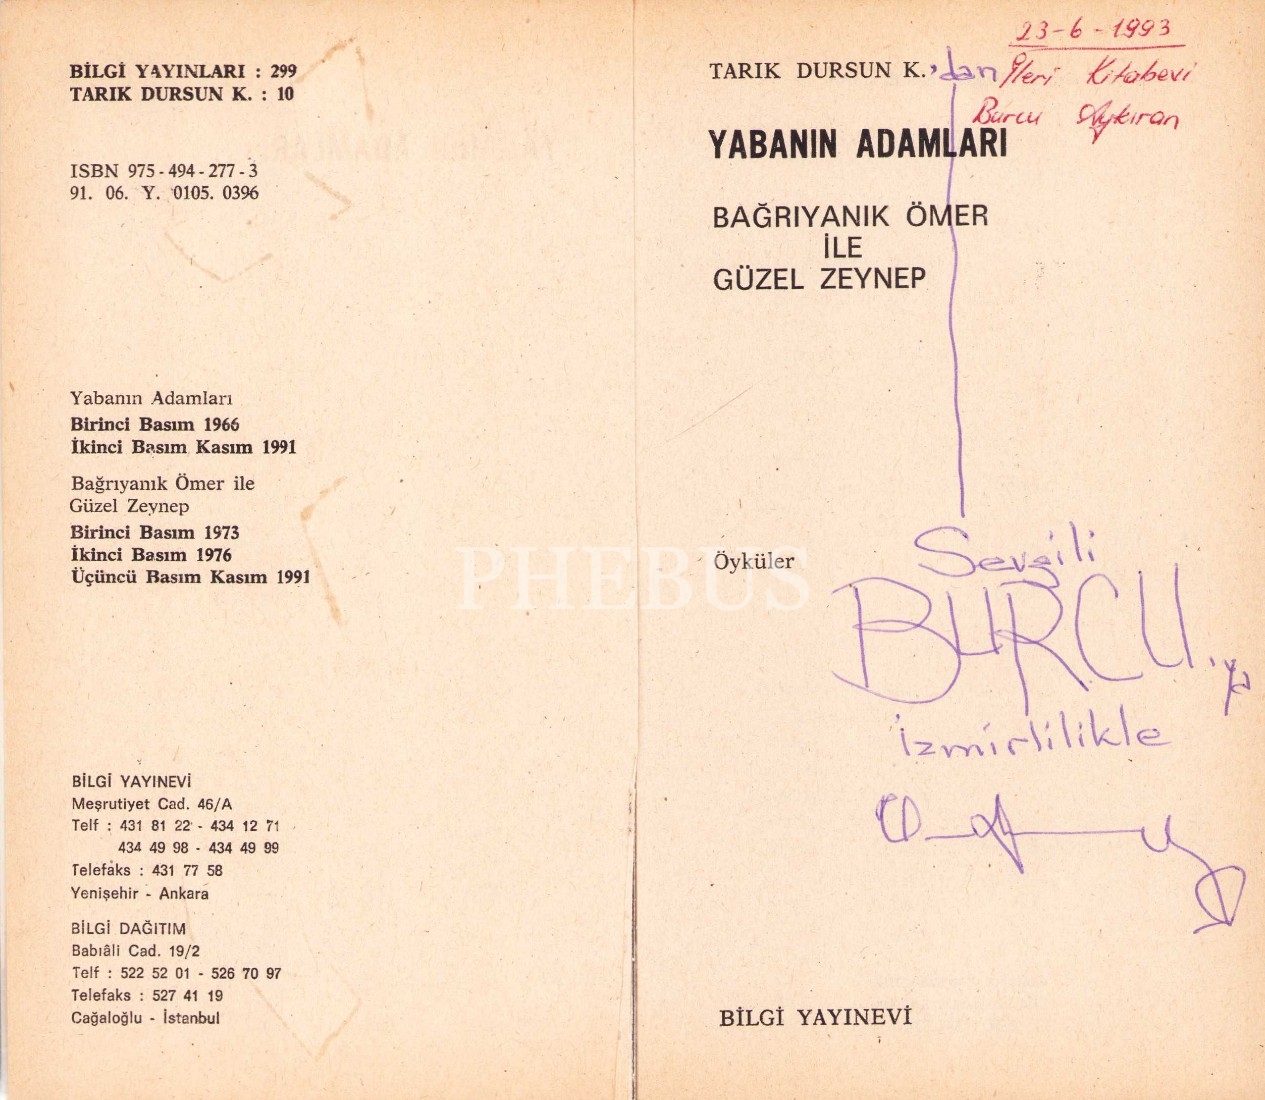 BİLGİ YAYINLARI : 299
TARIK DURSUN K. : 10
ISBN 975-494-277-3
91. 06. Y. 0105. 0396
Yabanın Adamları
Birinci Basım 1966
İkinci Basım Kasım 1991
Bağrıyanık Ömer ile
Güzel Zeynep
Birinci Basım 1973
İkinci Basım 1976
Üçüncü Basım Kasım 1991
BİLGİ YAYINEVİ
Meşrutiyet Cad. 46/A
Telf : 431 81 22 - 434 12 71
434 49 98 - 434 49 99
Telefaks : 431 77 58
Yenişehir - Ankara
BİLGİ DAĞITIM
Babıâli Cad. 19/2
Telf : 522 52 01 - 526 70 97
Telefaks : 527 41 19
Cağaloğlu - İstanbul
23-6-1993
İleri Kitabevi
Burcu Aykıran
TARIK DURSUN K.'dan
YABANIN ADAMLARI
BAĞRIYANIK ÖMER
İLE
GÜZEL ZEYNEP
Öyküler
Sevgili
BURCU'ya
izmirlilikle
BİLGİ YAYINEVİ
PHEBUS